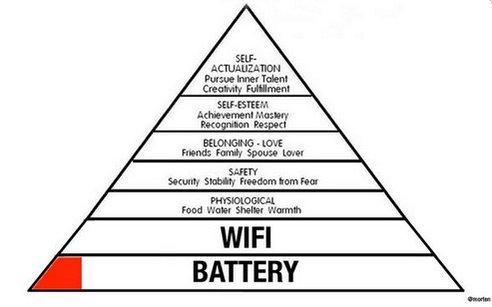 SELF-
ACTUALIZATION
Pursue Inner Talent
Creativity Fulfillment
SELF-ESTEEM
Achievement Mastery
Recognition Respect
BELONGING - LOVE
Friends Family Spouse Lover
SAFETY
Security Stability Freedom from Fear
PHYSIOLOGICAL
Food Water Shelter Warmth
WIFI
BATTERY
@morten